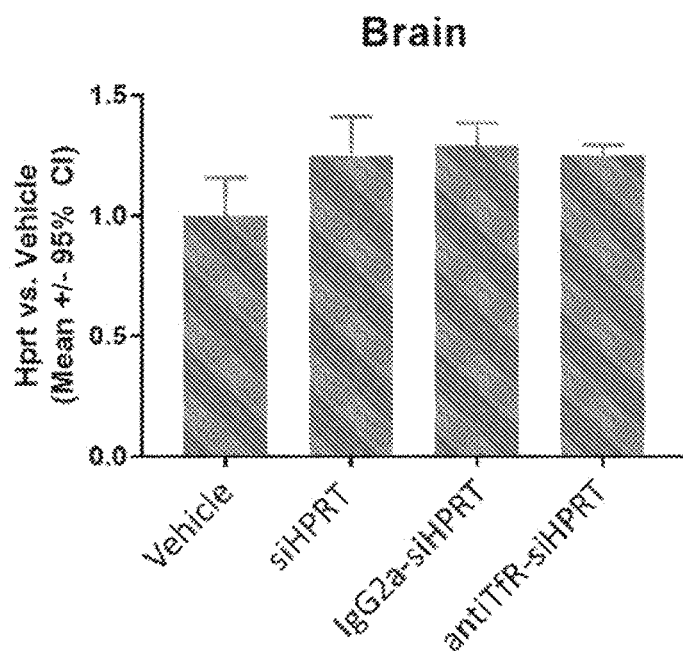 Brain
Hprt vs. Vehicle
(Mean +/- 95% CI)
1.5
1.0
0.5
0.0
Vehicle
siHPRT
IgG2a-siHPRT
antiTfR-siHPRT